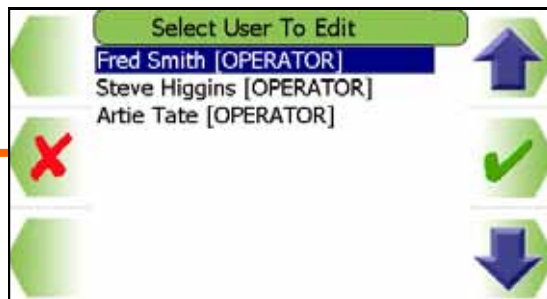 Select User To Edit
Fred Smith [OPERATOR]
Steve Higgins [OPERATOR]
Artie Tate [OPERATOR]